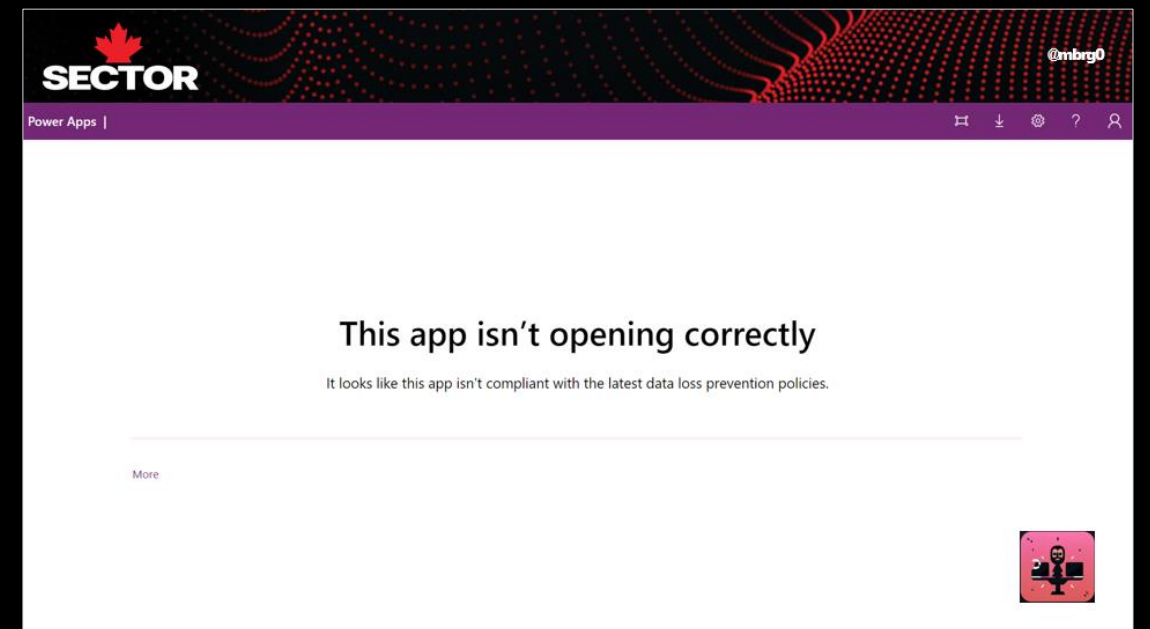 SECTOR
@mbrg0
Power Apps |
?
This app isn't opening correctly
It looks like this app isn't compliant with the latest data loss prevention policies.
More